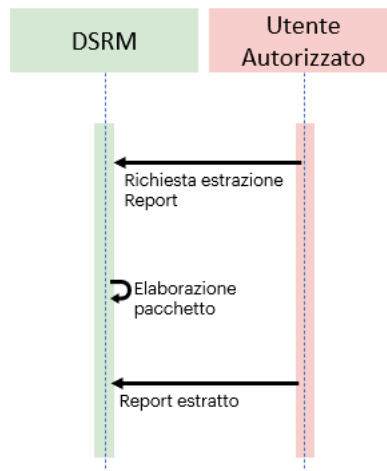 DSRM
Utente
Autorizzato
Richiesta estrazione
Report
Elaborazione
pacchetto
Report estratto